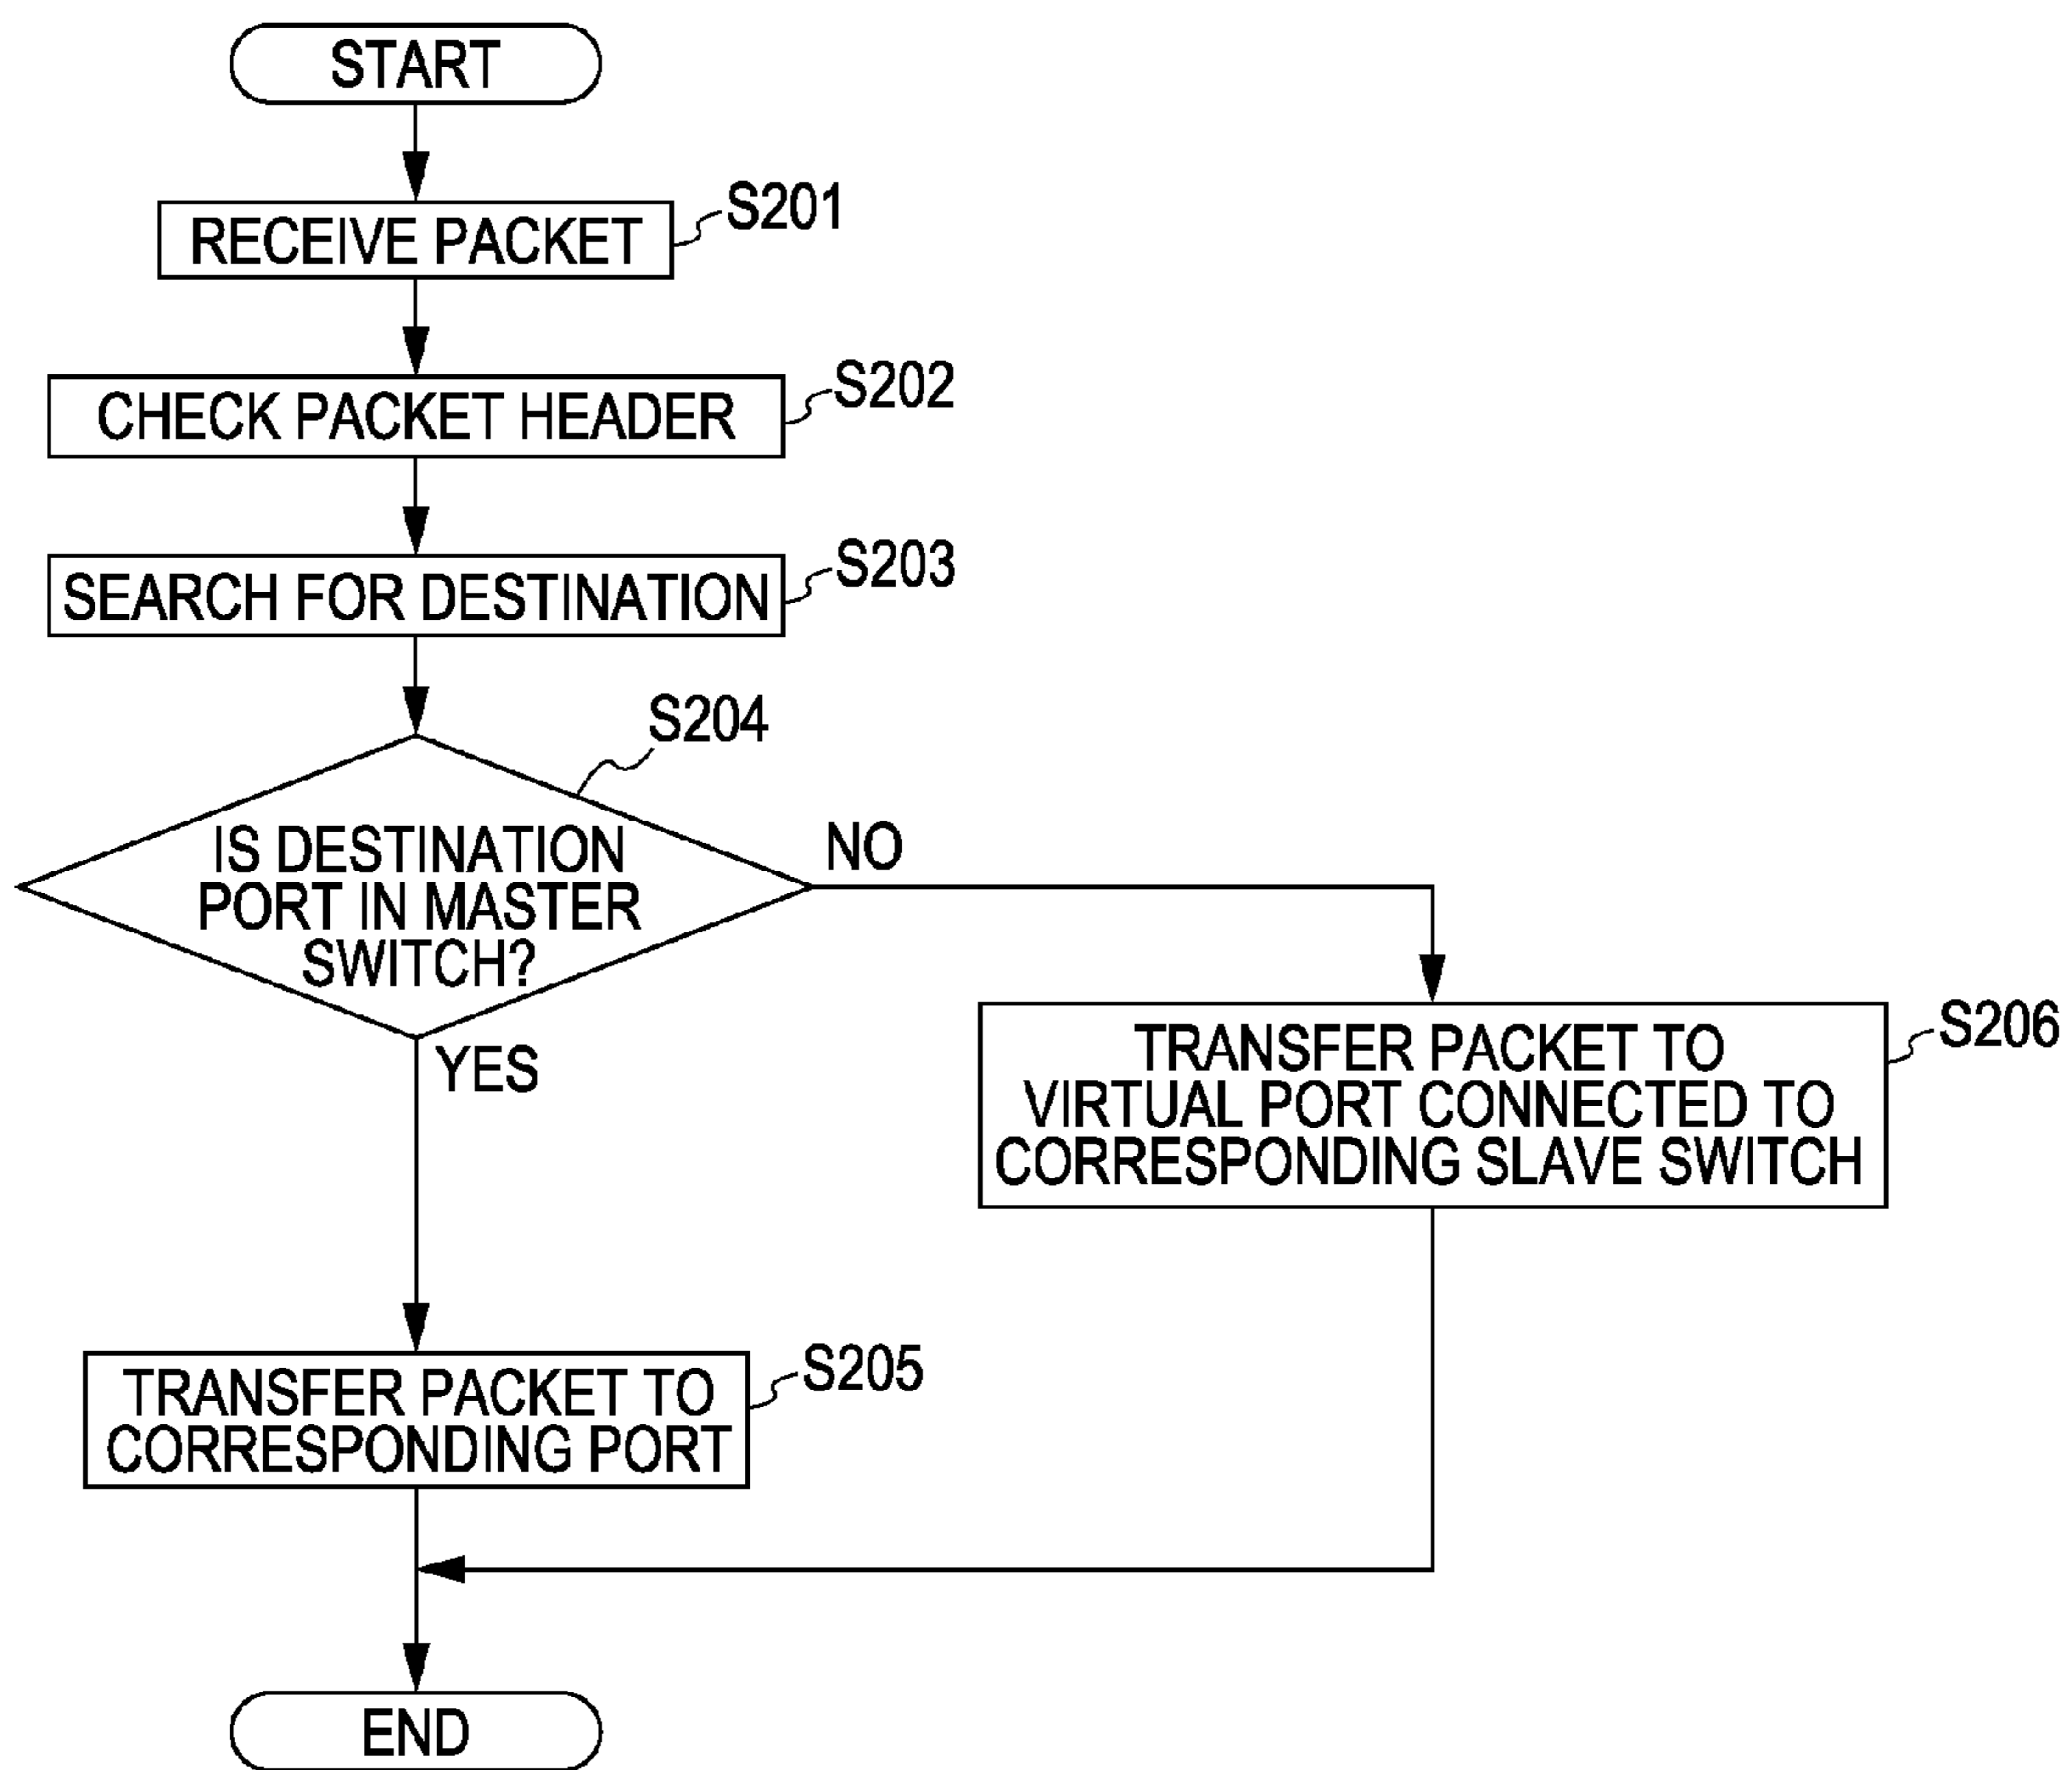 START
RECEIVE PACKET
S201
CHECK PACKET HEADER
S202
SEARCH FOR DESTINATION
S203
S204
IS DESTINATION
PORT IN MASTER
SWITCH?
NO
YES
TRANSFER PACKET TO
VIRTUAL PORT CONNECTED TO
CORRESPONDING SLAVE SWITCH
S206
TRANSFER PACKET TO
CORRESPONDING PORT
S205
END